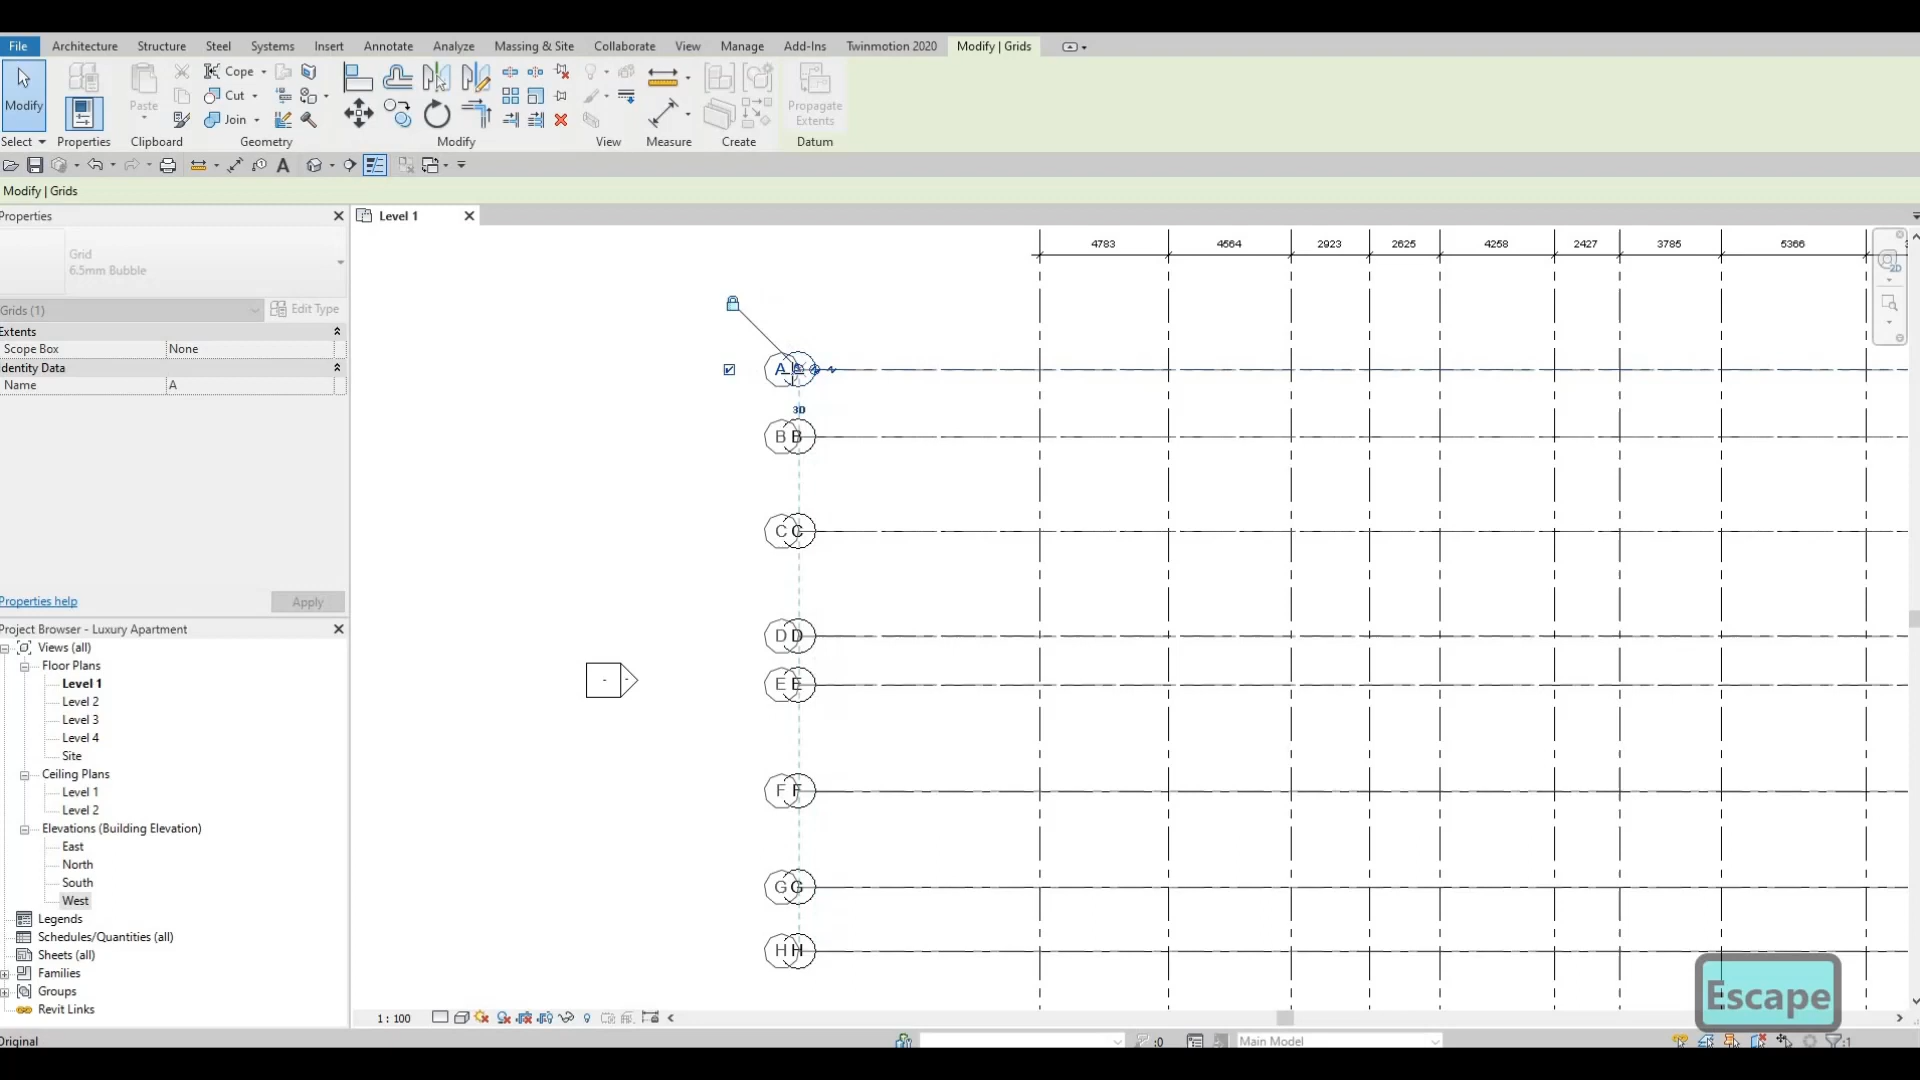 File Architecture Structure Steel Systems Insert Annotate Analyze Massing & Site Collaborate View Manage Add-Ins Twinmotion 2020 Modify | Grids
Modify
Paste
Cope
Cut
Join
Propagate
Extents
Select Properties Clipboard Geometry Modify View Measure Create Datum
A
Modify | Grids
Properties
Level 1
Grid
6.5mm Bubble
Grids (1) Edit Type
Extents
Scope Box None
Identity Data
Name A
Properties help Apply
Project Browser - Luxury Apartment
Views (all)
Floor Plans
Level 1
Level 2
Level 3
Level 4
Site
Ceiling Plans
Level 1
Level 2
Elevations (Building Elevation)
East
North
South
West
Legends
Schedules/Quantities (all)
Sheets (all)
Families
Groups
Revit Links
4783 4564 2923 2625 4258 2427 3785 5366
2D
A
3D
B B
C C
D D
E E
F F
G G
H H
Escape
1 : 100
Original
:0
Main Model
:1